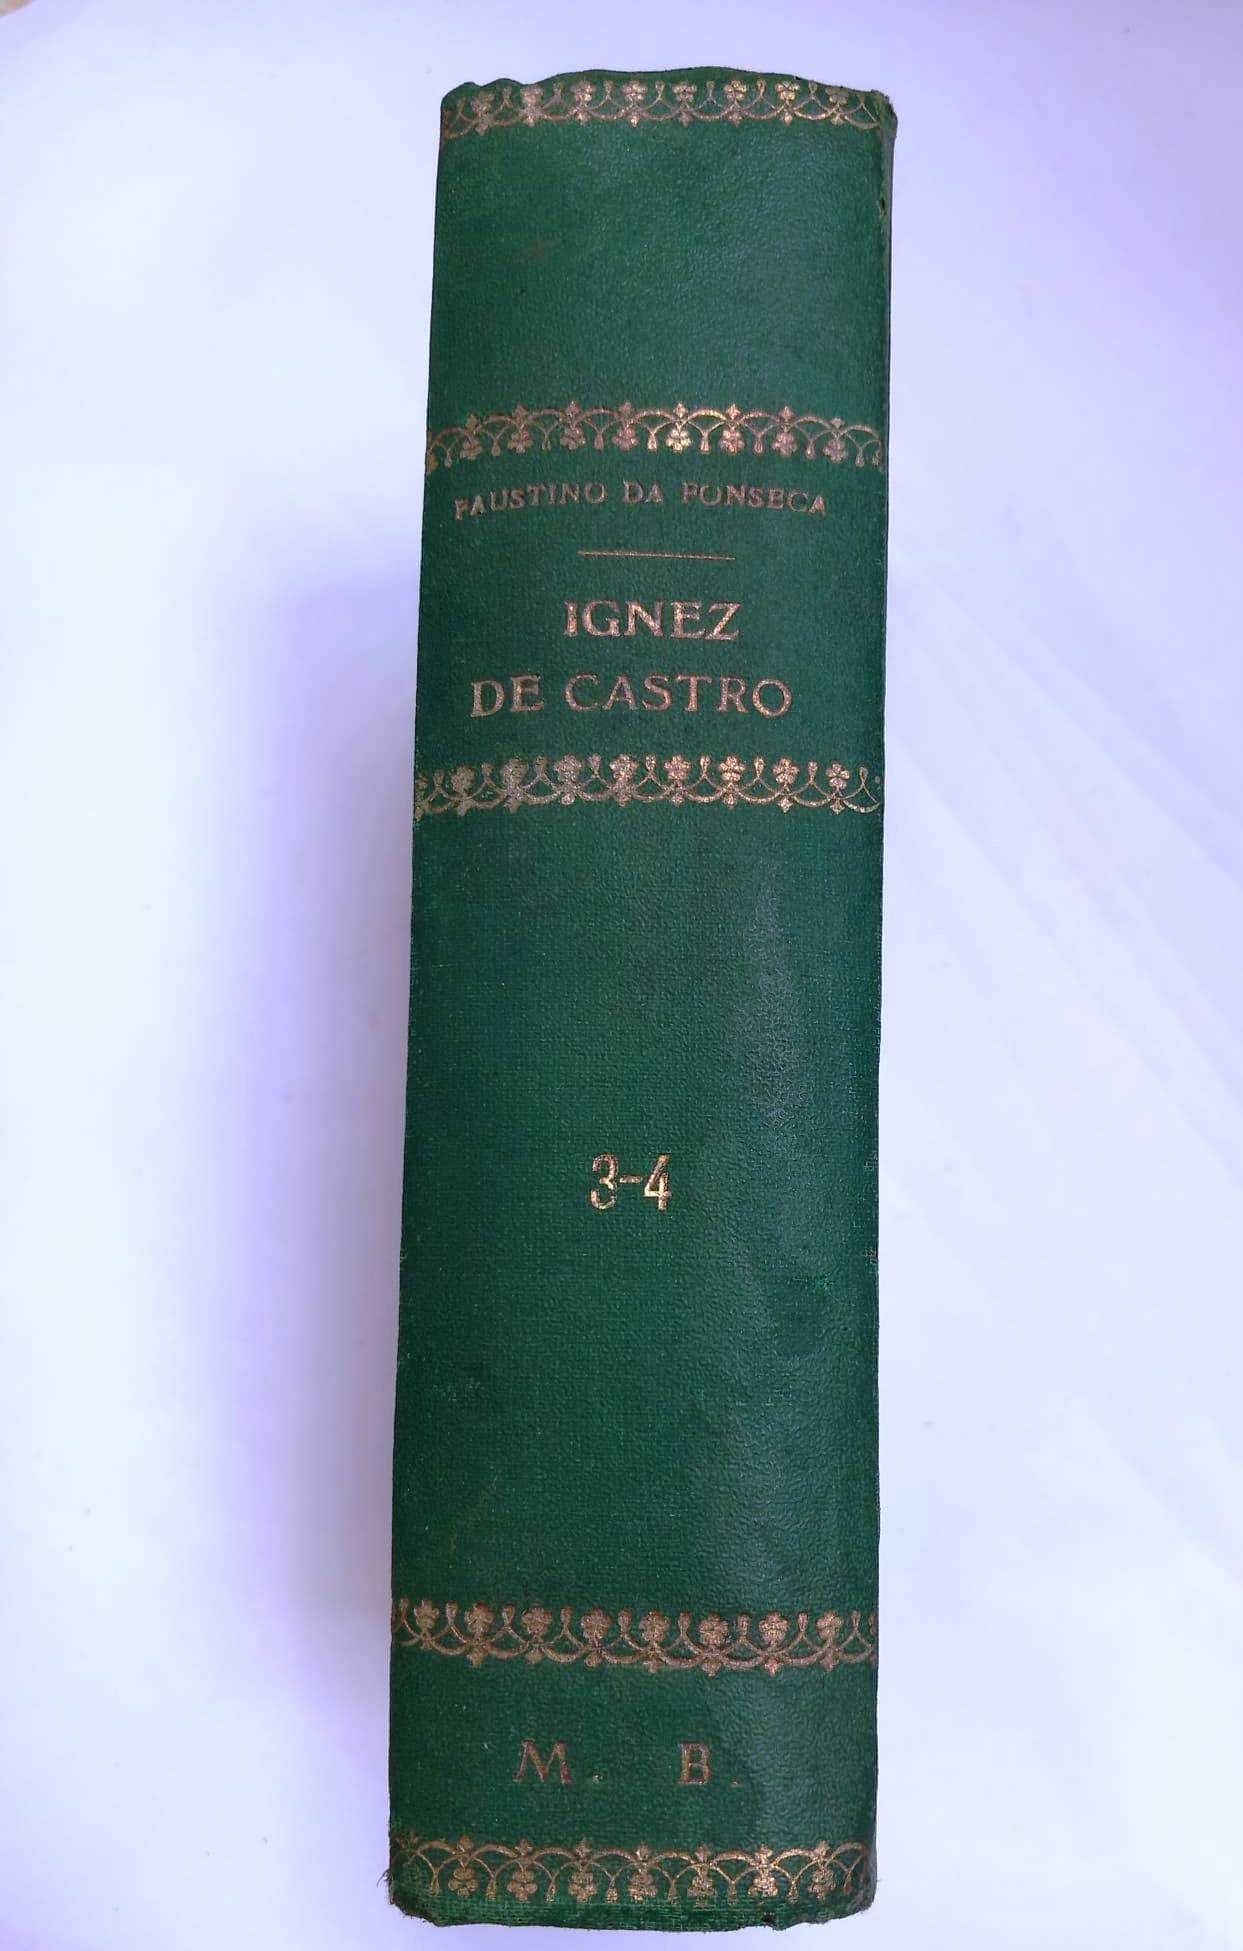 FAUSTINO DA FONSECA
IGNEZ
DE CASTRO
3-4
M. B.